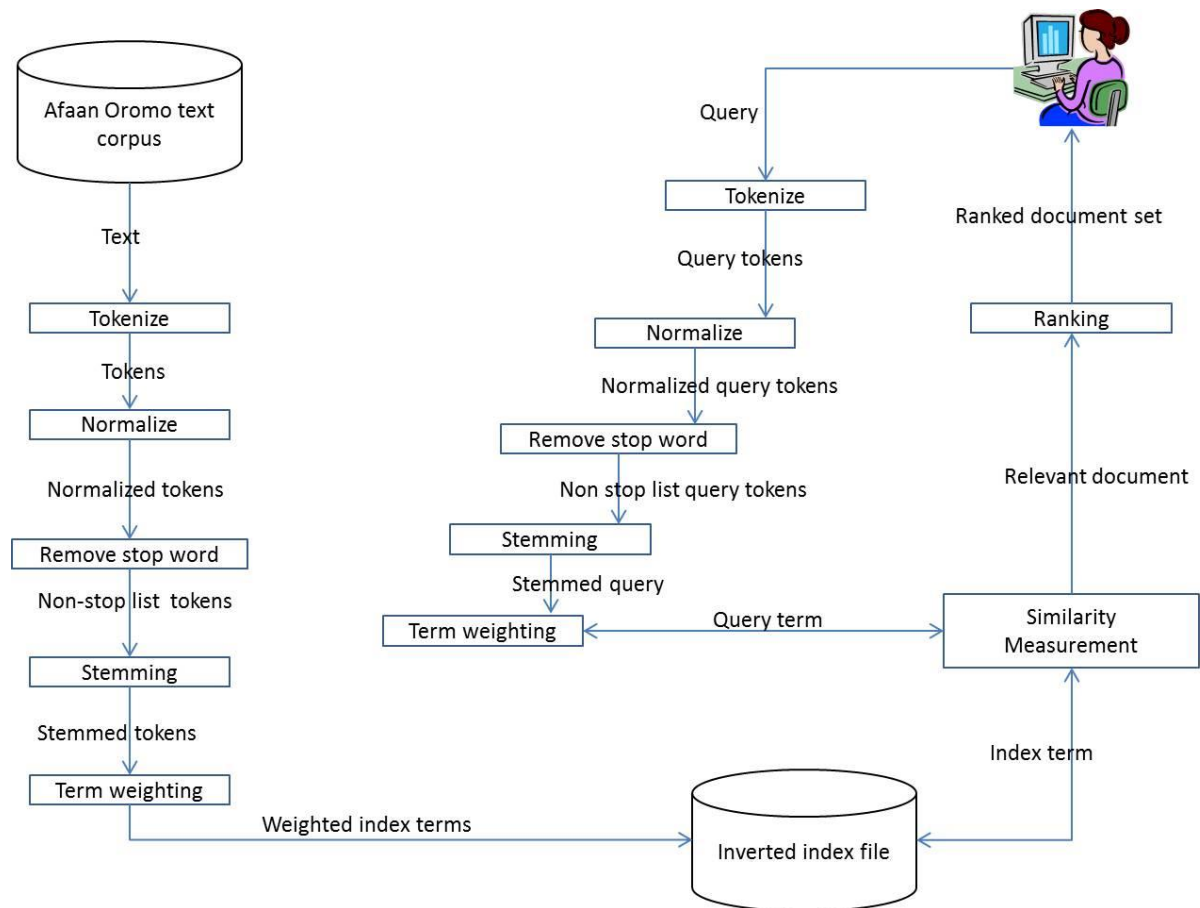 Afaan Oromo text
corpus
Text
Tokenize
Tokens
Normalize
Normalized tokens
Remove stop word
Non-stop list tokens
Stemming
Stemmed tokens
Term weighting
Weighted index terms
Query
Tokenize
Query tokens
Normalize
Normalized query tokens
Remove stop word
Non stop list query tokens
Stemming
Stemmed query
Term weighting
Query term
Ranked document set
Ranking
Relevant document
Similarity
Measurement
Index term
Inverted index file